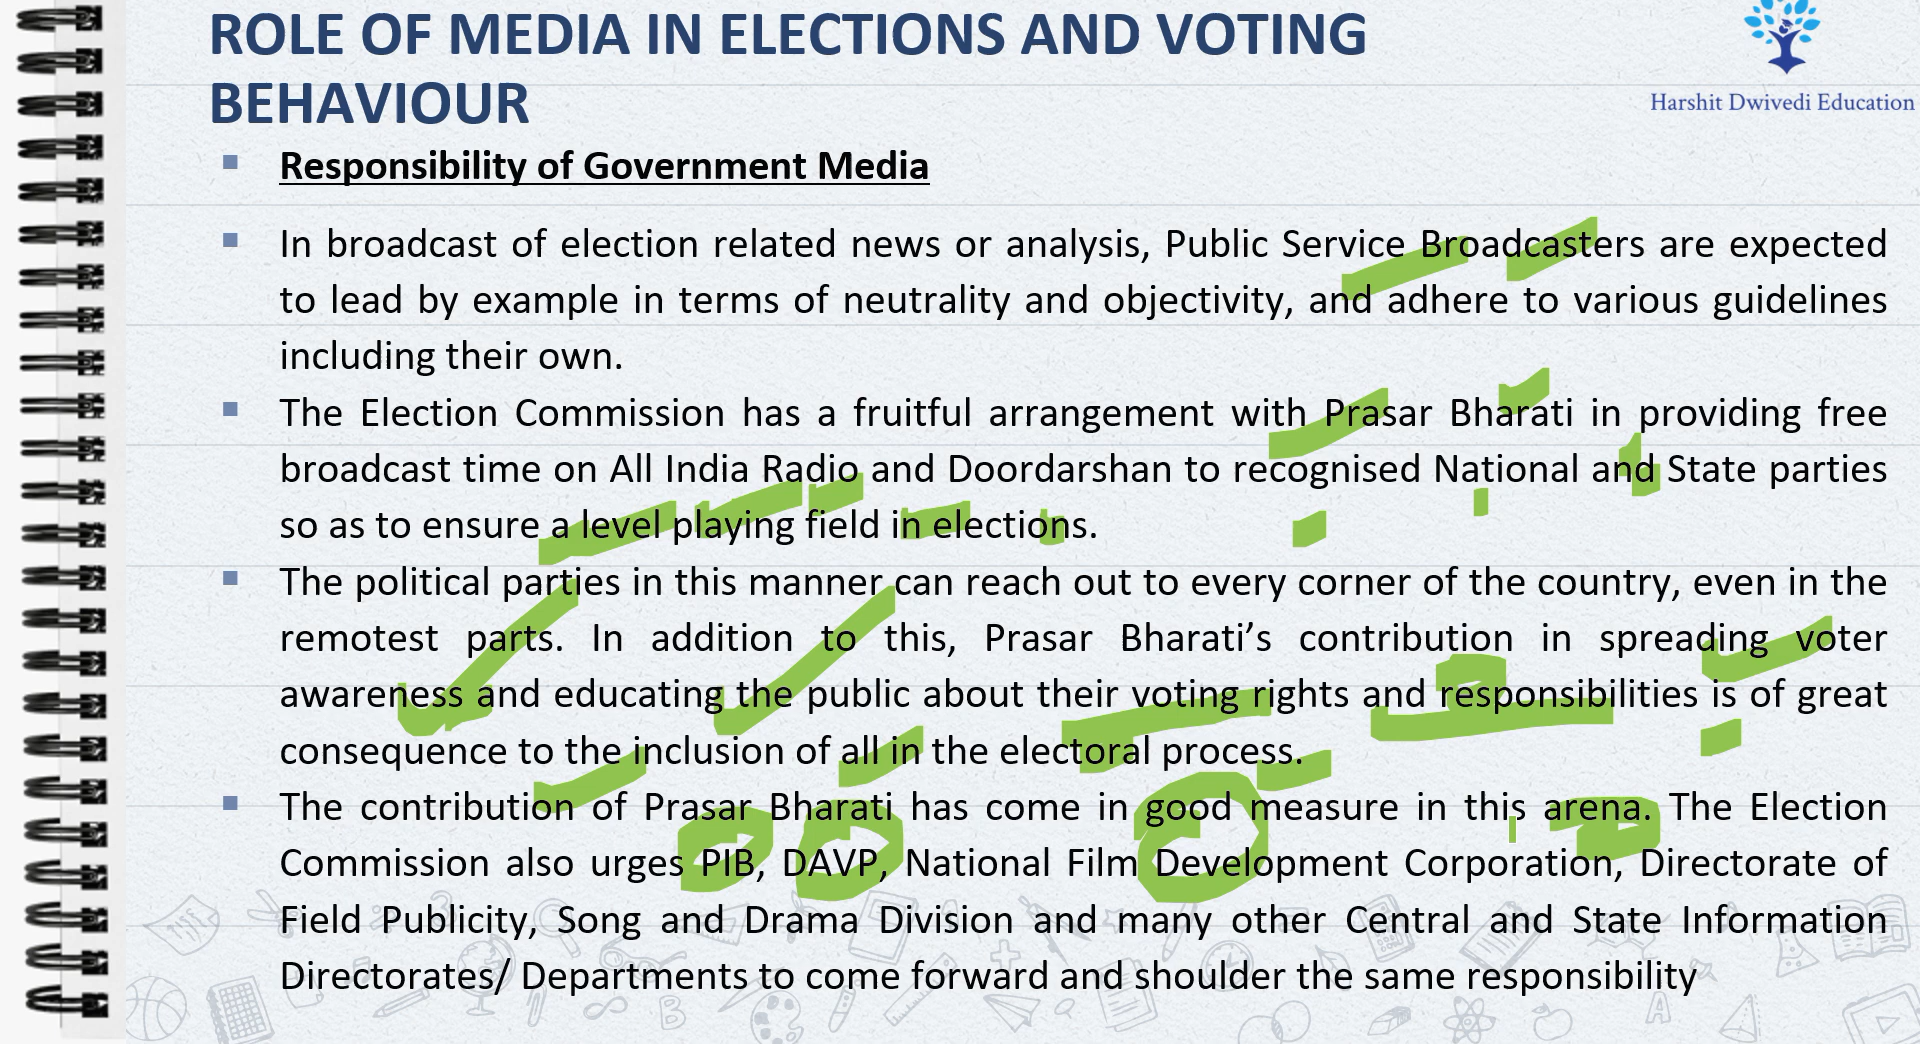 ROLE OF MEDIA IN ELECTIONS AND VOTING
BEHAVIOUR
Harshit Dwivedi Education
Responsibility of Government Media
In broadcast of election related news or analysis, Public Service Broadcasters are expected
to lead by example in terms of neutrality and objectivity, and adhere to various guidelines
including their own.
The Election Commission has a fruitful arrangement with Prasar Bharati in providing free
broadcast time on All India Radio and Doordarshan to recognised National and State parties
so as to ensure a level playing field in elections.
The political parties in this manner can reach out to every corner of the country, even in the
remotest parts. In addition to this, Prasar Bharati’s contribution in spreading voter
awareness and educating the public about their voting rights and responsibilities is of great
consequence to the inclusion of all in the electoral process.
The contribution of Prasar Bharati has come in good measure in this arena. The Election
Commission also urges PIB, DAVP, National Film Development Corporation, Directorate of
Field Publicity, Song and Drama Division and many other Central and State Information
Directorates/ Departments to come forward and shoulder the same responsibility